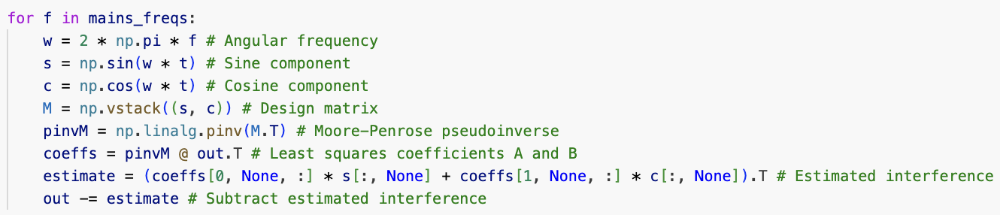 for f in mains_freqs:
    w = 2 * np.pi * f # Angular frequency
    s = np.sin(w * t) # Sine component
    c = np.cos(w * t) # Cosine component
    M = np.vstack((s, c)) # Design matrix
    pinvM = np.linalg.pinv(M.T) # Moore-Penrose pseudoinverse
    coeffs = pinvM @ out.T # Least squares coefficients A and B
    estimate = (coeffs[0, None, :] * s[:, None] + coeffs[1, None, :] * c[:, None]).T # Estimated interference
    out -= estimate # Subtract estimated interference